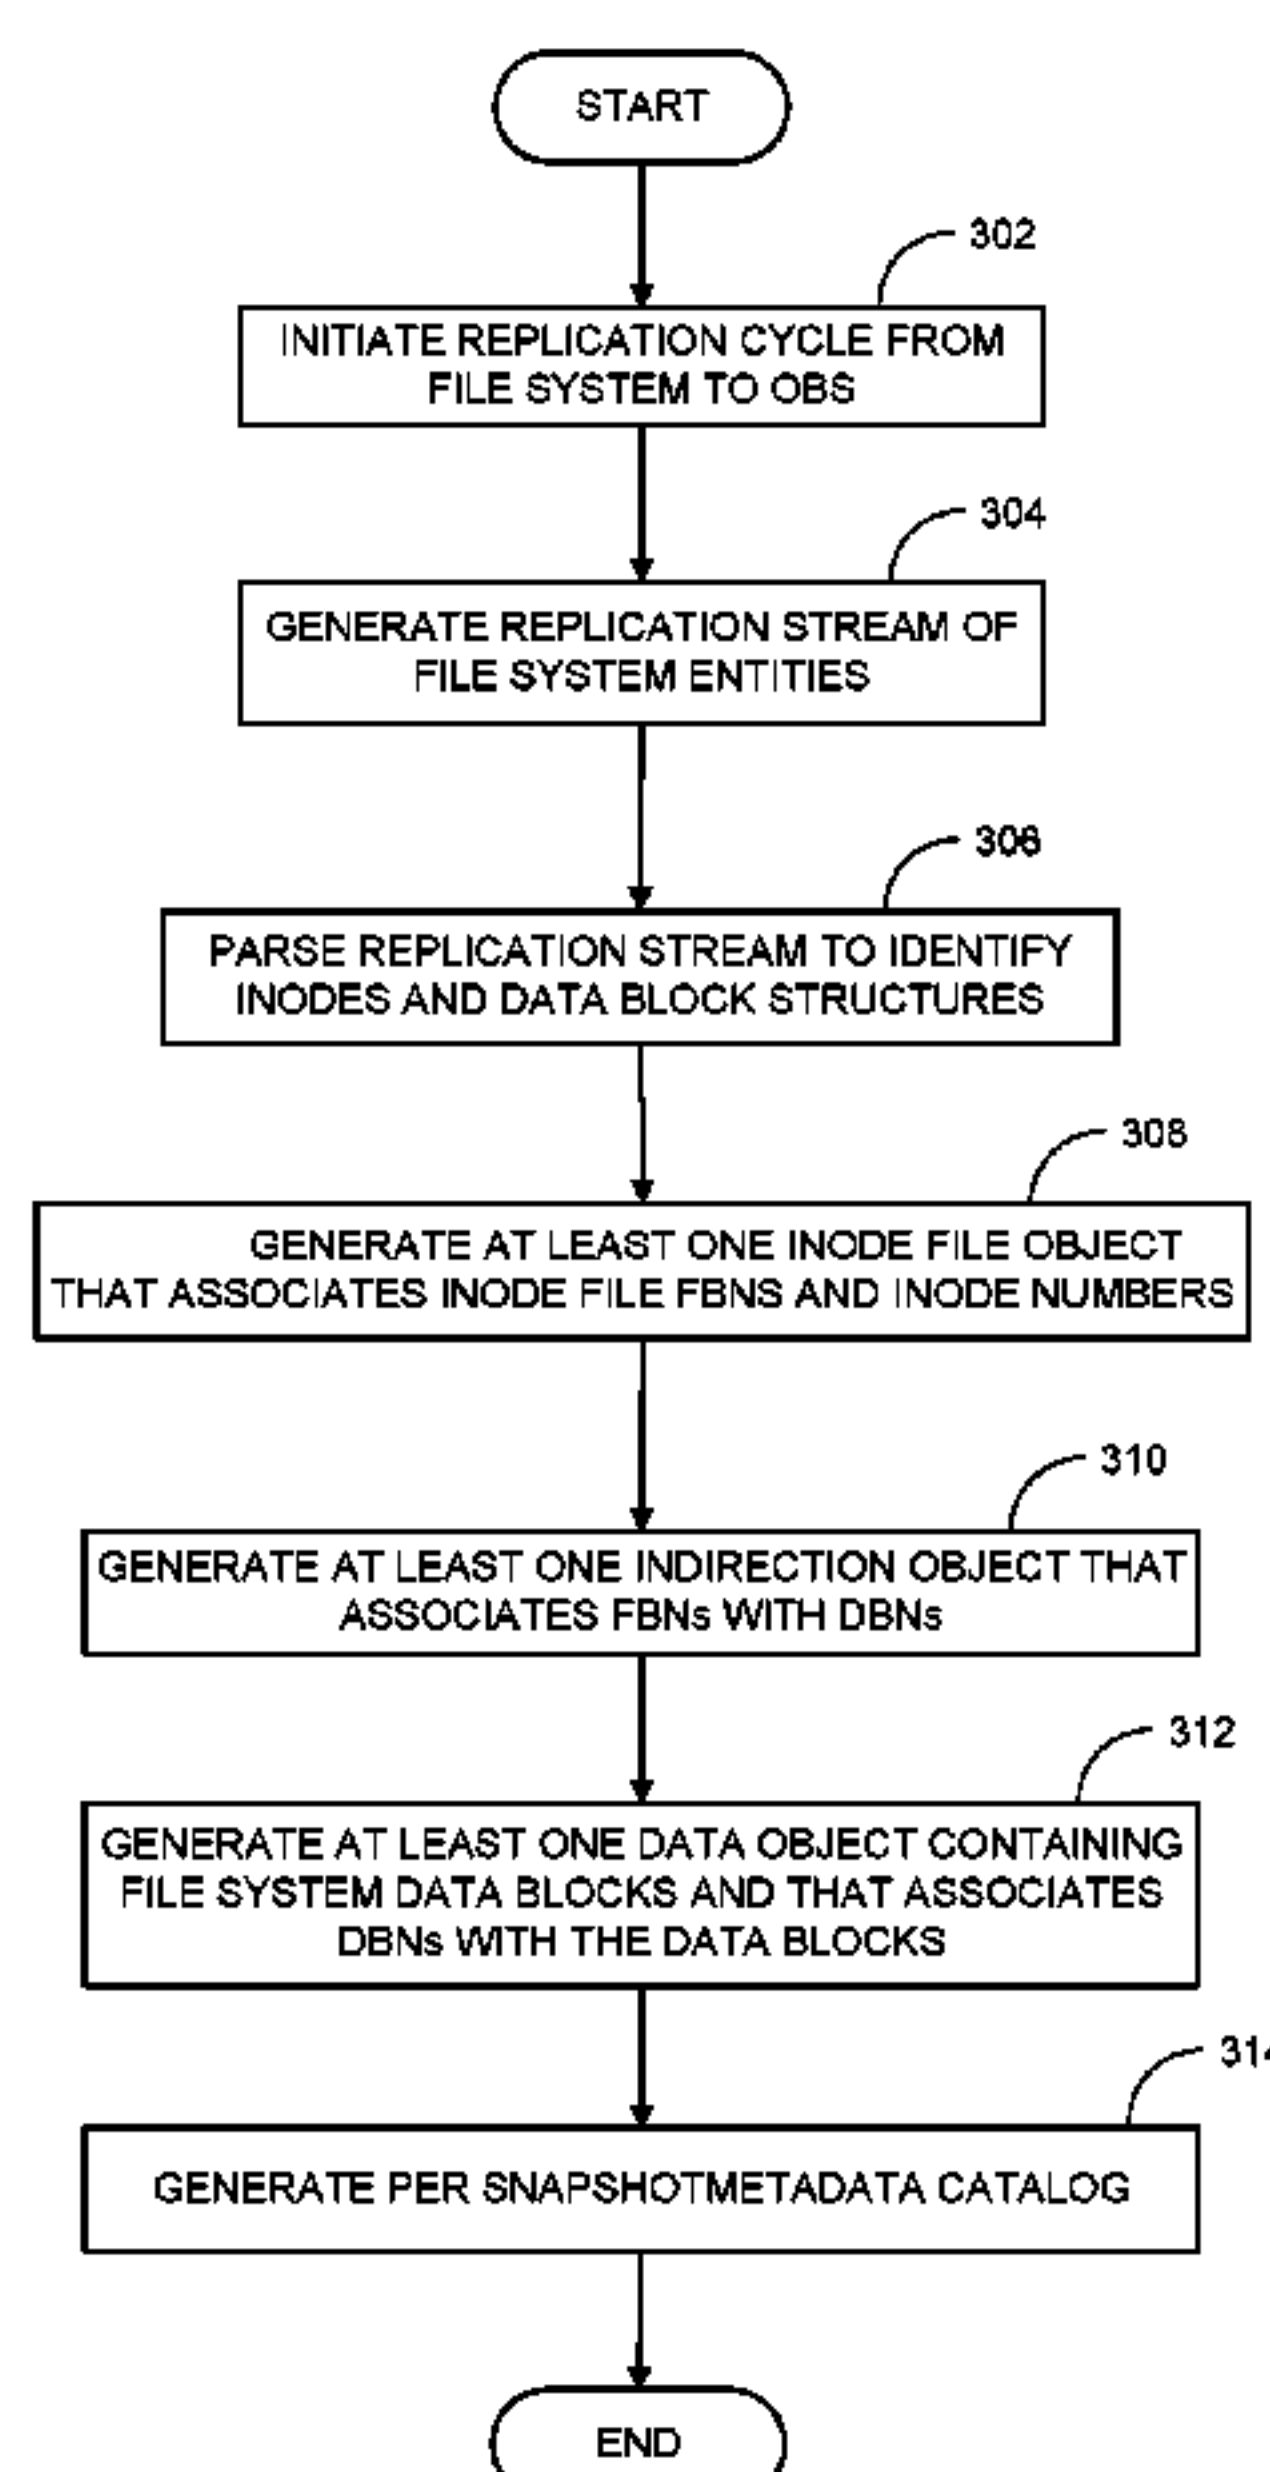 START
302
INITIATE REPLICATION CYCLE FROM
FILE SYSTEM TO OBS
304
GENERATE REPLICATION STREAM OF
FILE SYSTEM ENTITIES
306
PARSE REPLICATION STREAM TO IDENTIFY
INODES AND DATA BLOCK STRUCTURES
308
GENERATE AT LEAST ONE INODE FILE OBJECT
THAT ASSOCIATES INODE FILE FBNS AND INODE NUMBERS
310
GENERATE AT LEAST ONE INDIRECTION OBJECT THAT
ASSOCIATES FBNs WITH DBNs
312
GENERATE AT LEAST ONE DATA OBJECT CONTAINING
FILE SYSTEM DATA BLOCKS AND THAT ASSOCIATES
DBNs WITH THE DATA BLOCKS
314
GENERATE PER SNAPSHOTMETADATA CATALOG
END